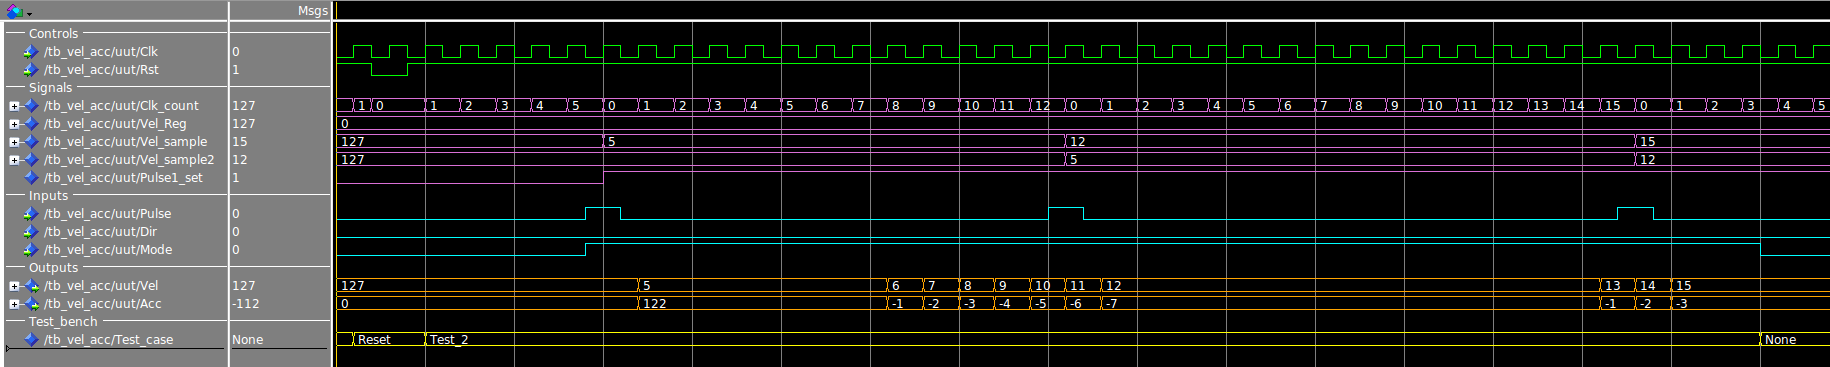 Msgs
Controls
/tb_vel_acc/uut/Clk 0
/tb_vel_acc/uut/Rst 1
Signals
/tb_vel_acc/uut/Clk_count 127 1 0 1 2 3 4 5 0 1 2 3 4 5 6 7 8 9 10 11 12 0 1 2 3 4 5 6 7 8 9 10 11 12 13 14 15 0 1 2 3 4 5
/tb_vel_acc/uut/Vel_Reg 127 0
/tb_vel_acc/uut/Vel_sample 15 127 5 12 15
/tb_vel_acc/uut/Vel_sample2 12 127 5 12
/tb_vel_acc/uut/Pulse1_set 1
Inputs
/tb_vel_acc/uut/Pulse 0
/tb_vel_acc/uut/Dir 0
/tb_vel_acc/uut/Mode 0
Outputs
/tb_vel_acc/uut/Vel 127 127 5 6 7 8 9 10 11 12 13 14 15
/tb_vel_acc/uut/Acc -112 0 122 -1 -2 -3 -4 -5 -6 -7 -1 -2 -3
Test_bench
/tb_vel_acc/Test_case None Reset Test_2 None